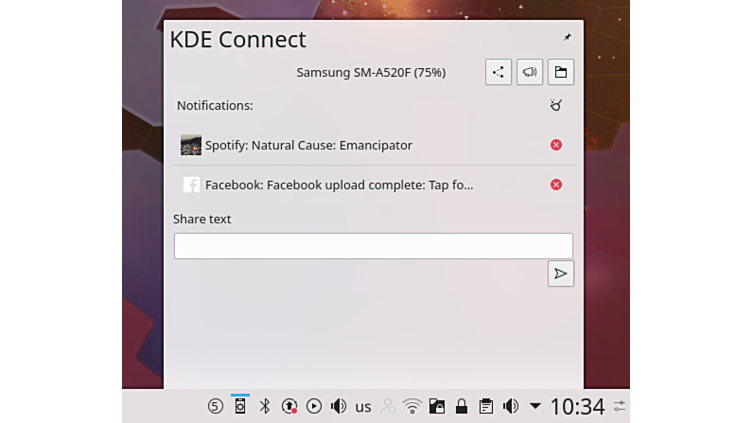 KDE Connect
Samsung SM-A520F (75%)
Notifications:
Spotify: Natural Cause: Emancipator
Facebook: Facebook upload complete: Tap fo...
Share text
5
us
10:34